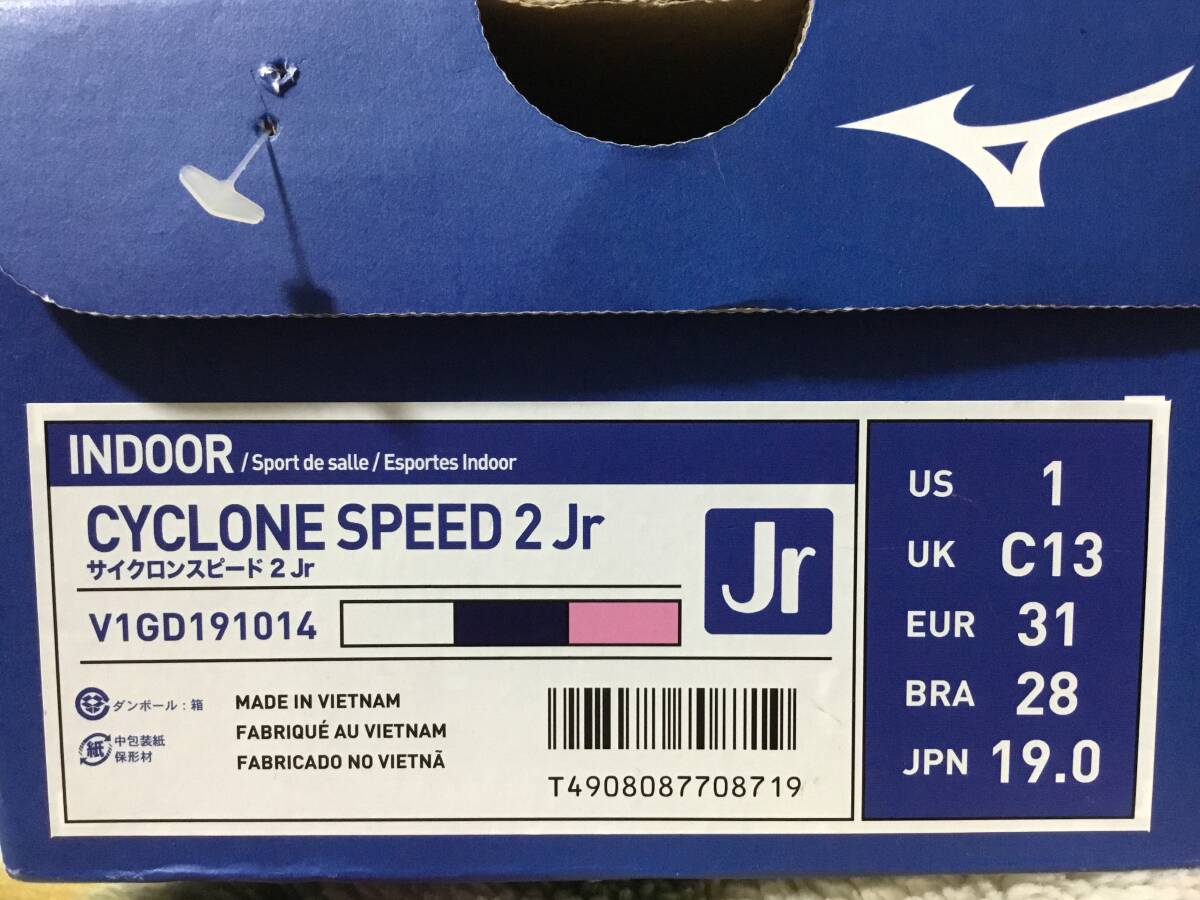 INDOOR / Sport de salle / Esportes Indoor
CYCLONE SPEED 2 Jr
サイクロンスピード 2 Jr
V1GD191014
Jr
ダンボール : 箱
紙 中包装紙
保形材
MADE IN VIETNAM
FABRIQUÉ AU VIETNAM
FABRICADO NO VIETNÃ
T4908087708719
US 1
UK C13
EUR 31
BRA 28
JPN 19.0